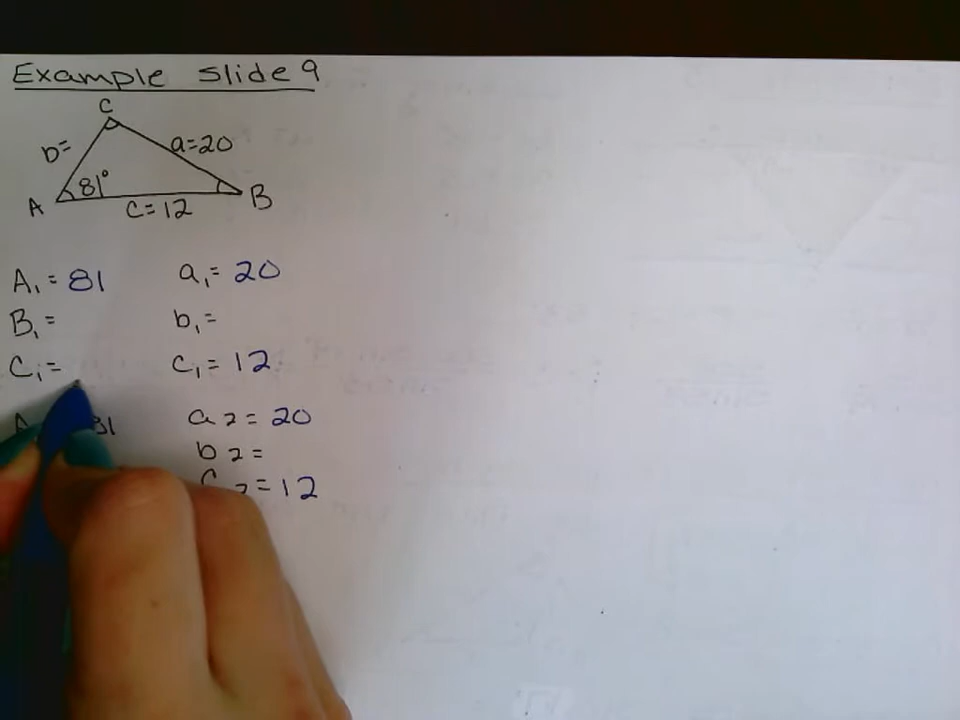 Example slide 9
C
b=
a=20
A
81°
B
c=12
A₁ = 81
a₁ = 20
B₁ =
b₁ =
C₁ =
c₁ = 12
a₂ = 20
b₂ =
c₂ = 12